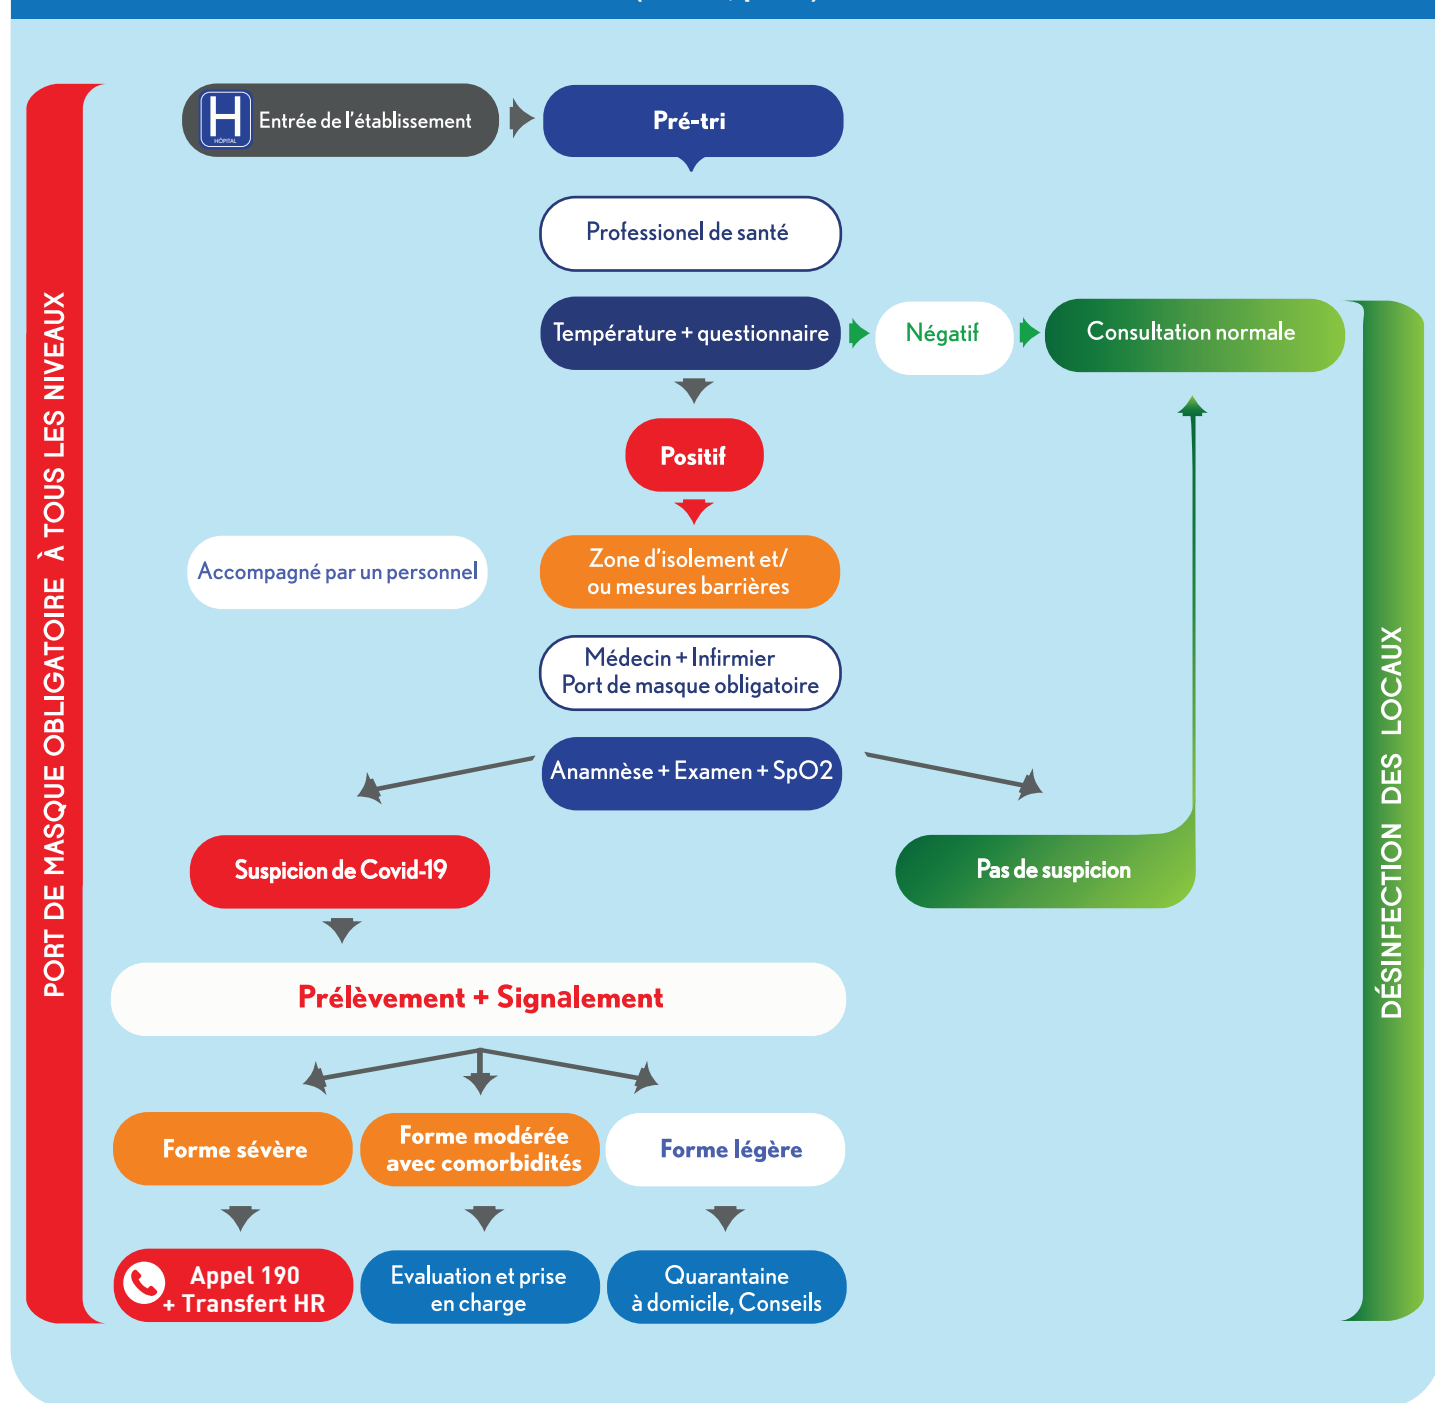 H
HÔPITAL
Entrée de l'établissement
Pré-tri
Professionel de santé
Température + questionnaire
Négatif
Consultation normale
Positif
Accompagné par un personnel
Zone d'isolement et/
ou mesures barrières
Médecin + Infirmier
Port de masque obligatoire
Anamnèse + Examen + SpO2
Suspicion de Covid-19
Pas de suspicion
Prélèvement + Signalement
Forme sévère
Forme modérée
avec comorbidités
Forme légère
Appel 190
+ Transfert HR
Evaluation et prise
en charge
Quarantaine
à domicile, Conseils
PORT DE MASQUE OBLIGATOIRE À TOUS LES NIVEAUX
DÉSINFECTION DES LOCAUX